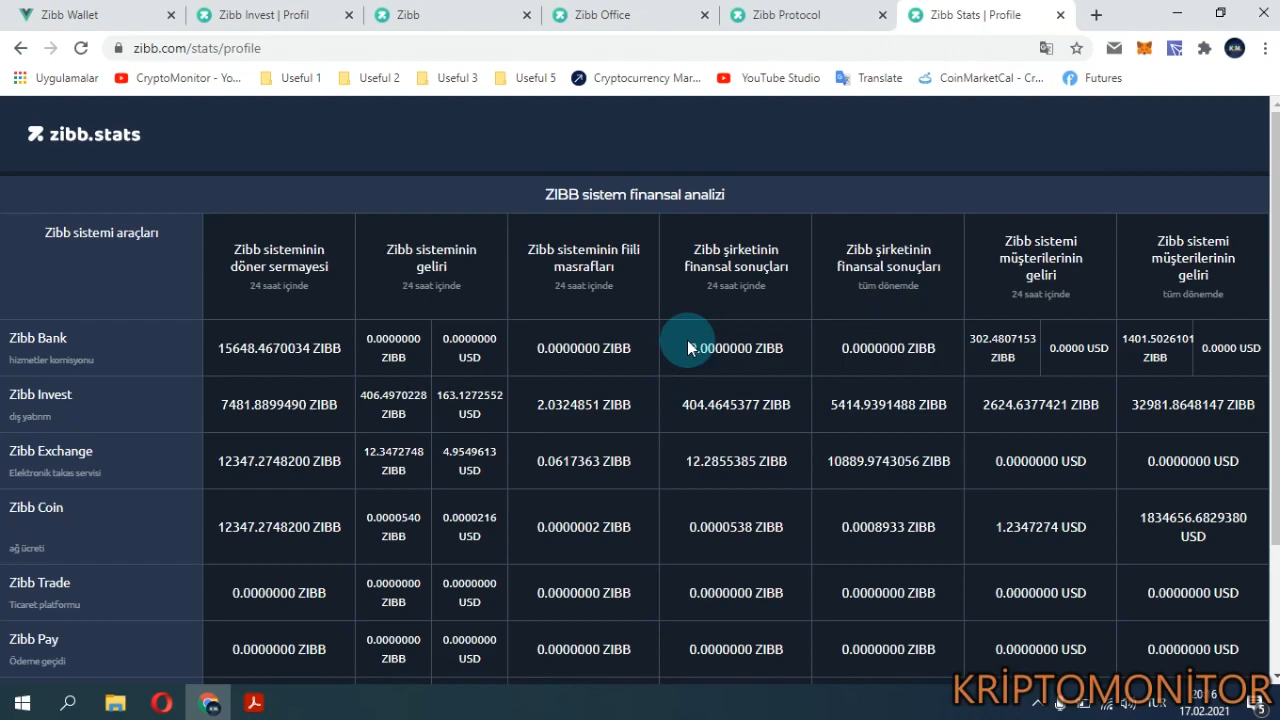 Zibb Wallet
Zibb Invest | Profil
Zibb
Zibb Office
Zibb Protocol
Zibb Stats | Profile
zibb.com/stats/profile
Uygulamalar
CryptoMonitor - Yo...
Useful 1
Useful 2
Useful 3
Useful 5
Cryptocurrency Mar...
YouTube Studio
Translate
CoinMarketCal - Cr...
Futures
zibb.stats
ZIBB sistem finansal analizi
Zibb sistemi araçları
Zibb sisteminin
döner sermayesi
24 saat içinde
Zibb sisteminin
geliri
24 saat içinde
Zibb sisteminin fiili
masrafları
24 saat içinde
Zibb şirketinin
finansal sonuçları
24 saat içinde
Zibb şirketinin
finansal sonuçları
tüm dönemde
Zibb sistemi
müşterilerinin
geliri
24 saat içinde
Zibb sistemi
müşterilerinin
geliri
tüm dönemde
Zibb Bank
hizmetler komisyonu
15648.4670034 ZIBB
0.0000000
ZIBB
0.0000000
USD
0.0000000 ZIBB
0.0000000 ZIBB
0.0000000 ZIBB
302.4807153
ZIBB
0.0000 USD
1401.5026101
ZIBB
0.0000 USD
Zibb Invest
dış yatırım
7481.8899490 ZIBB
406.4970228
ZIBB
163.1272552
USD
2.0324851 ZIBB
404.4645377 ZIBB
5414.9391488 ZIBB
2624.6377421 ZIBB
32981.8648147 ZIBB
Zibb Exchange
Elektronik takas servisi
12347.2748200 ZIBB
12.3472748
ZIBB
4.9549613
USD
0.0617363 ZIBB
12.2855385 ZIBB
10889.9743056 ZIBB
0.0000000 USD
0.0000000 USD
Zibb Coin
ağ ücreti
12347.2748200 ZIBB
0.0000540
ZIBB
0.0000216
USD
0.0000002 ZIBB
0.0000538 ZIBB
0.0008933 ZIBB
1.2347274 USD
1834656.6829380
USD
Zibb Trade
Ticaret platformu
0.0000000 ZIBB
0.0000000
ZIBB
0.0000000
USD
0.0000000 ZIBB
0.0000000 ZIBB
0.0000000 ZIBB
0.0000000 USD
0.0000000 USD
Zibb Pay
Ödeme geçidi
0.0000000 ZIBB
0.0000000
ZIBB
0.0000000
USD
0.0000000 ZIBB
0.0000000 ZIBB
0.0000000 ZIBB
0.0000000 USD
0.0000000 USD
KRİPTOMONİTOR
TUR
17.02.2021
5